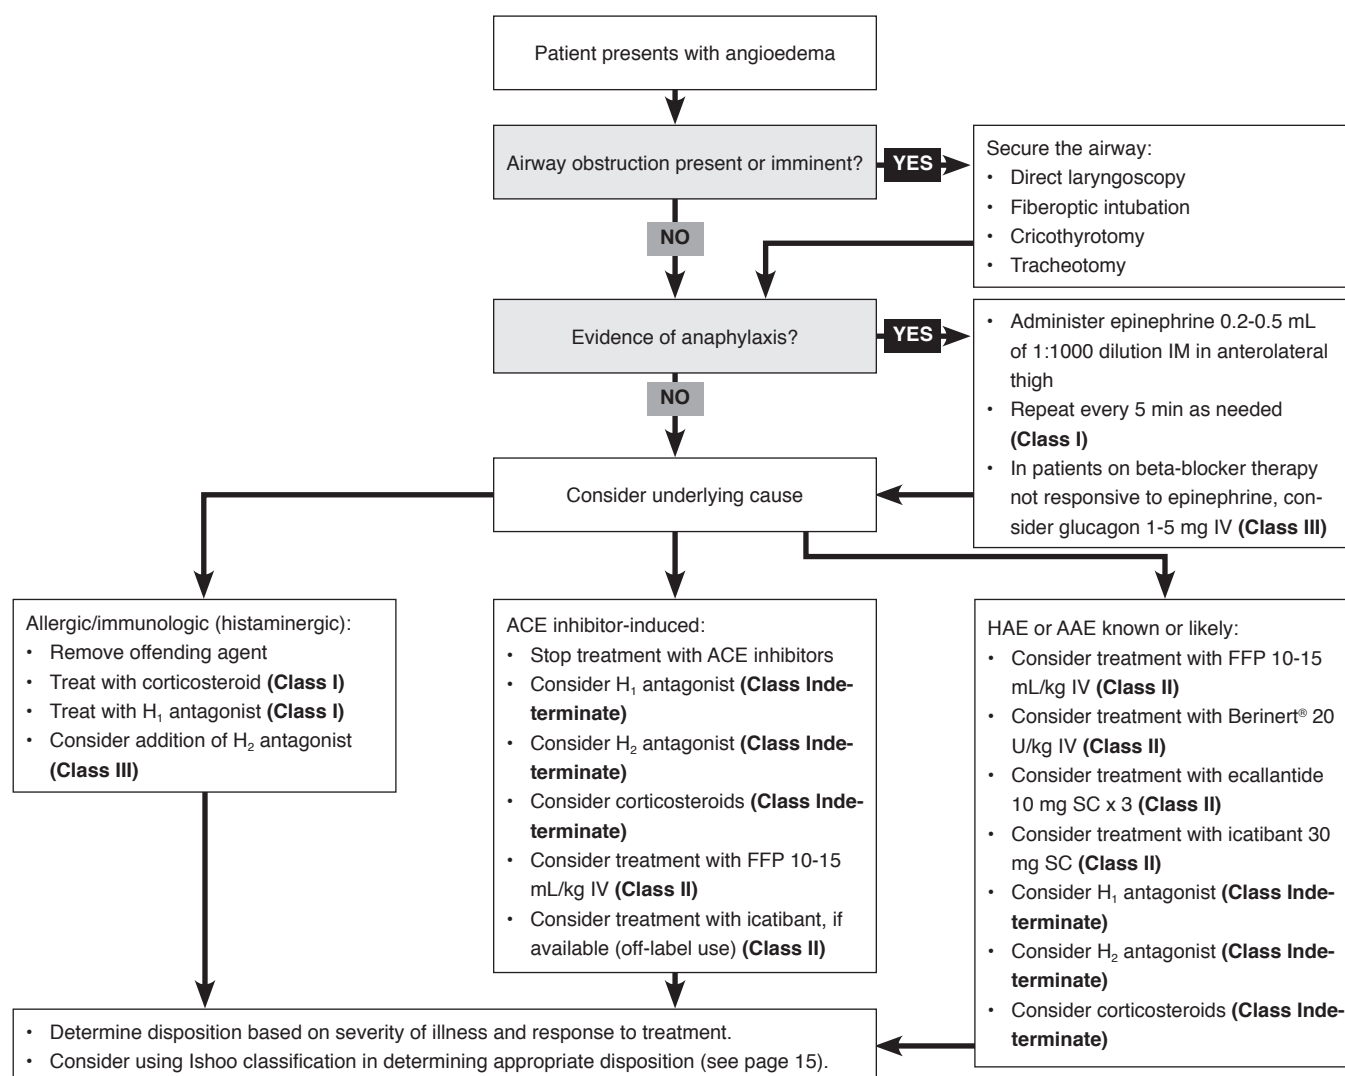 Patient presents with angioedema
Airway obstruction present or imminent?
YES
Secure the airway:
• Direct laryngoscopy
• Fiberoptic intubation
• Cricothyrotomy
• Tracheotomy
NO
Evidence of anaphylaxis?
YES
• Administer epinephrine 0.2-0.5 mL
of 1:1000 dilution IM in anterolateral
thigh
• Repeat every 5 min as needed
(Class I)
• In patients on beta-blocker therapy
not responsive to epinephrine, con-
sider glucagon 1-5 mg IV (Class III)
NO
Consider underlying cause
Allergic/immunologic (histaminergic):
• Remove offending agent
• Treat with corticosteroid (Class I)
• Treat with H₁ antagonist (Class I)
• Consider addition of H₂ antagonist
(Class III)
ACE inhibitor-induced:
• Stop treatment with ACE inhibitors
• Consider H₁ antagonist (Class Inde-
terminate)
• Consider H₂ antagonist (Class Inde-
terminate)
• Consider corticosteroids (Class Inde-
terminate)
• Consider treatment with FFP 10-15
mL/kg IV (Class II)
• Consider treatment with icatibant, if
available (off-label use) (Class II)
HAE or AAE known or likely:
• Consider treatment with FFP 10-15
mL/kg IV (Class II)
• Consider treatment with Berinert® 20
U/kg IV (Class II)
• Consider treatment with ecallantide
10 mg SC x 3 (Class II)
• Consider treatment with icatibant 30
mg SC (Class II)
• Consider H₁ antagonist (Class Inde-
terminate)
• Consider H₂ antagonist (Class Inde-
terminate)
• Consider corticosteroids (Class Inde-
terminate)
• Determine disposition based on severity of illness and response to treatment.
• Consider using Ishoo classification in determining appropriate disposition (see page 15).